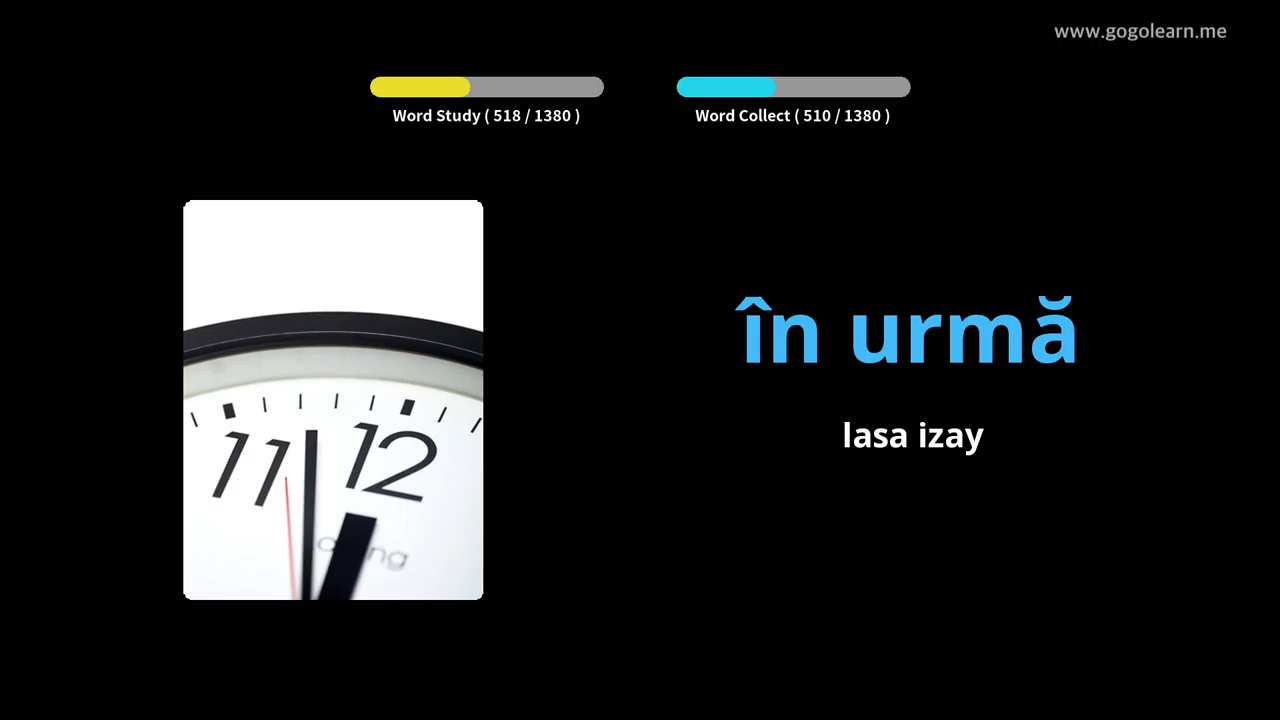 www.gogolearn.me
Word Study ( 518 / 1380 )
Word Collect ( 510 / 1380 )
în urmă
lasa izay
11
12